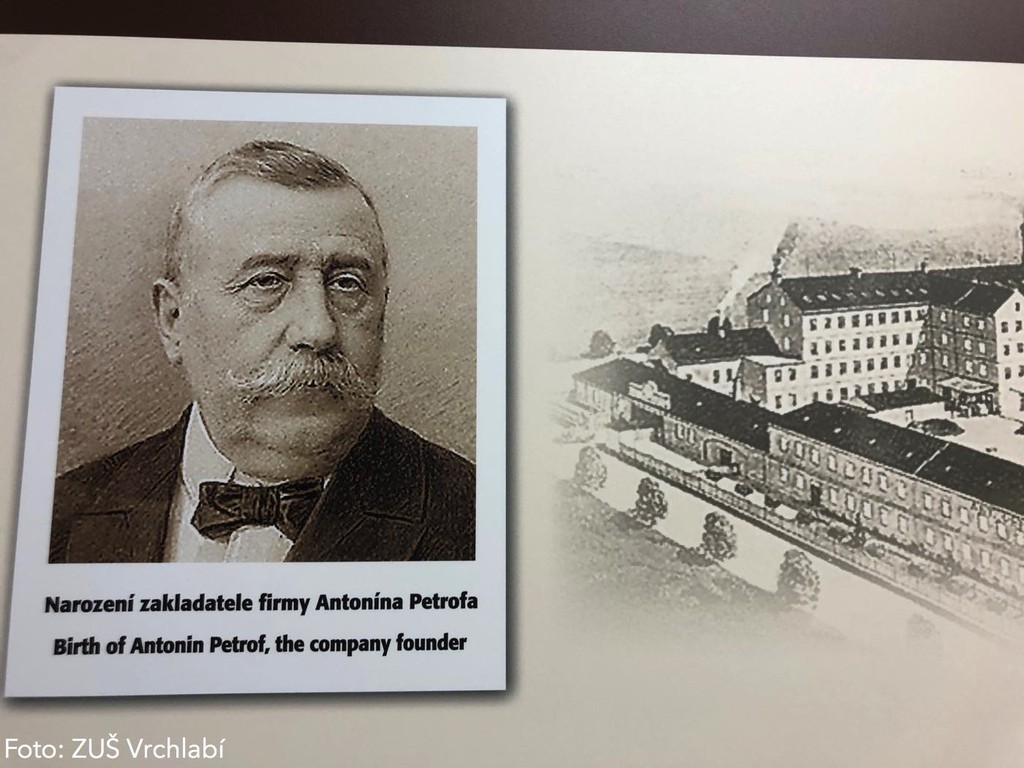 Narození zakladatele firmy Antonína Petrofa
Birth of Antonin Petrof, the company founder
Foto: ZUŠ Vrchlabí